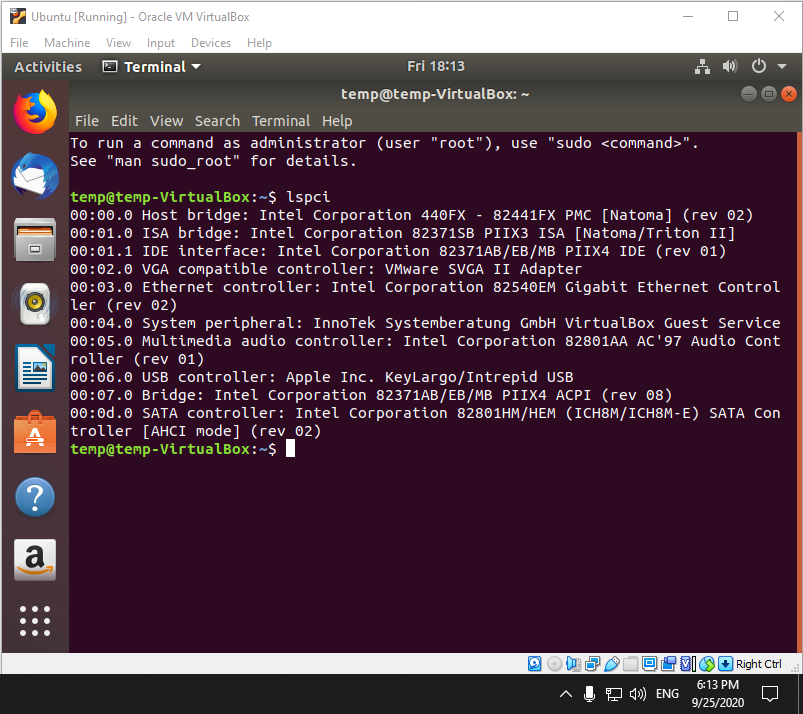 Ubuntu [Running] - Oracle VM VirtualBox
File Machine View Input Devices Help
Activities Terminal Fri 18:13
temp@temp-VirtualBox: ~
File Edit View Search Terminal Help
To run a command as administrator (user "root"), use "sudo <command>".
See "man sudo_root" for details.
temp@temp-VirtualBox:~$ lspci
00:00.0 Host bridge: Intel Corporation 440FX - 82441FX PMC [Natoma] (rev 02)
00:01.0 ISA bridge: Intel Corporation 82371SB PIIX3 ISA [Natoma/Triton II]
00:01.1 IDE interface: Intel Corporation 82371AB/EB/MB PIIX4 IDE (rev 01)
00:02.0 VGA compatible controller: VMware SVGA II Adapter
00:03.0 Ethernet controller: Intel Corporation 82540EM Gigabit Ethernet Control
ler (rev 02)
00:04.0 System peripheral: InnoTek Systemberatung GmbH VirtualBox Guest Service
00:05.0 Multimedia audio controller: Intel Corporation 82801AA AC'97 Audio Cont
roller (rev 01)
00:06.0 USB controller: Apple Inc. KeyLargo/Intrepid USB
00:07.0 Bridge: Intel Corporation 82371AB/EB/MB PIIX4 ACPI (rev 08)
00:0d.0 SATA controller: Intel Corporation 82801HM/HEM (ICH8M/ICH8M-E) SATA Con
troller [AHCI mode] (rev 02)
temp@temp-VirtualBox:~$
?
a
Right Ctrl
ENG
6:13 PM
9/25/2020